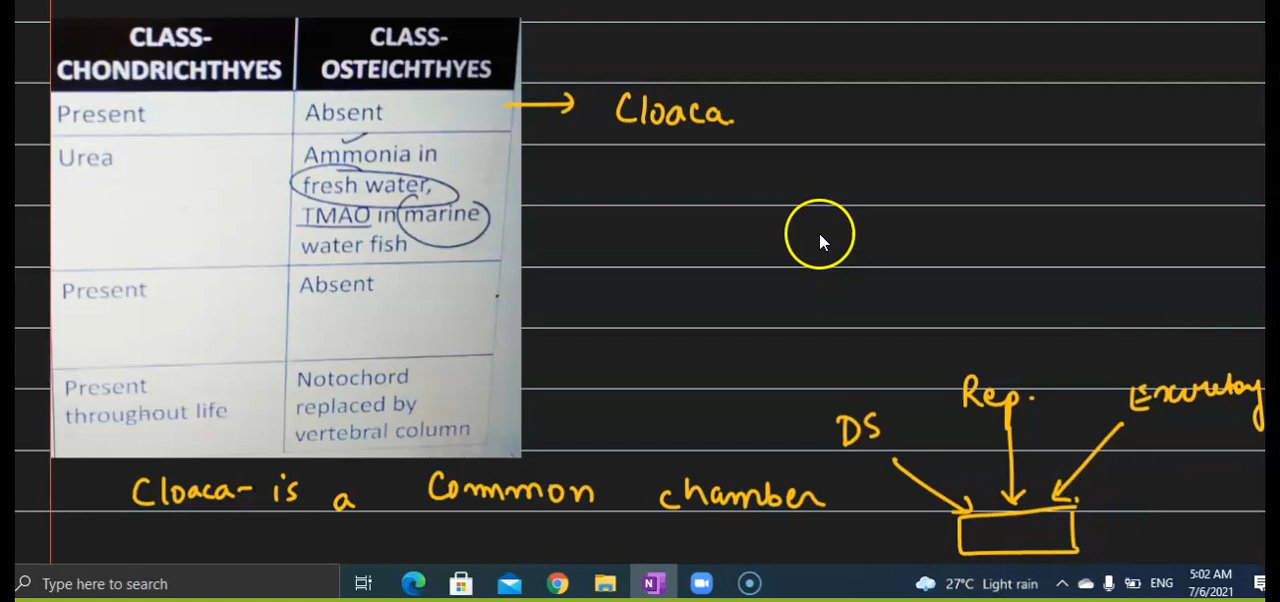 CLASS-
CHONDRICHTHYES
CLASS-
OSTEICHTHYES
Present
Absent
Cloaca
Urea
Ammonia in
fresh water,
TMAO in marine
water fish
Present
Absent
Present
throughout life
Notochord
replaced by
vertebral column
DS
Rep.
Excretory
Cloaca- is a Common chamber
Type here to search
27°C Light rain
ENG
5:02 AM
7/6/2021